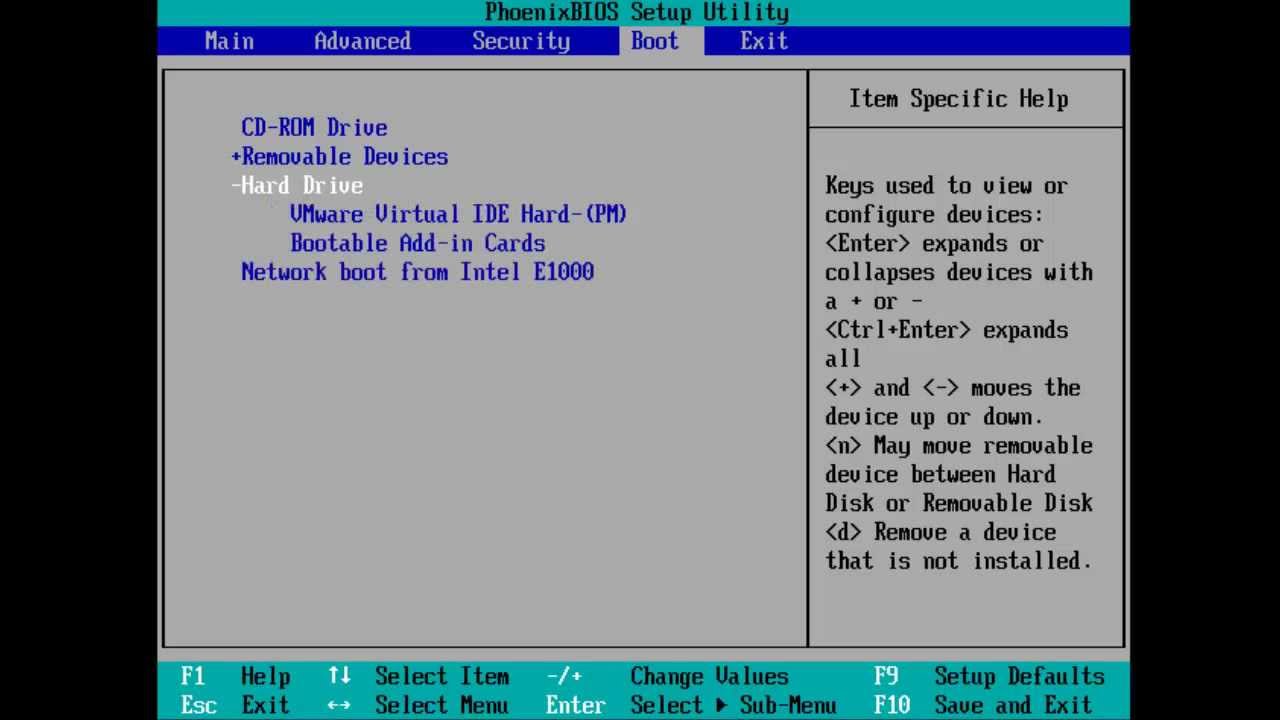 PhoenixBIOS Setup Utility
Main Advanced Security Boot Exit
CD-ROM Drive
+Removable Devices
-Hard Drive
VMware Virtual IDE Hard-(PM)
Bootable Add-in Cards
Network boot from Intel E1000
Item Specific Help
Keys used to view or
configure devices:
<Enter> expands or
collapses devices with
a + or -
<Ctrl+Enter> expands
all
<+> and <-> moves the
device up or down.
<n> May move removable
device between Hard
Disk or Removable Disk
<d> Remove a device
that is not installed.
F1 Help ↑↓ Select Item -/+ Change Values F9 Setup Defaults
Esc Exit ↔ Select Menu Enter Select ▶ Sub-Menu F10 Save and Exit